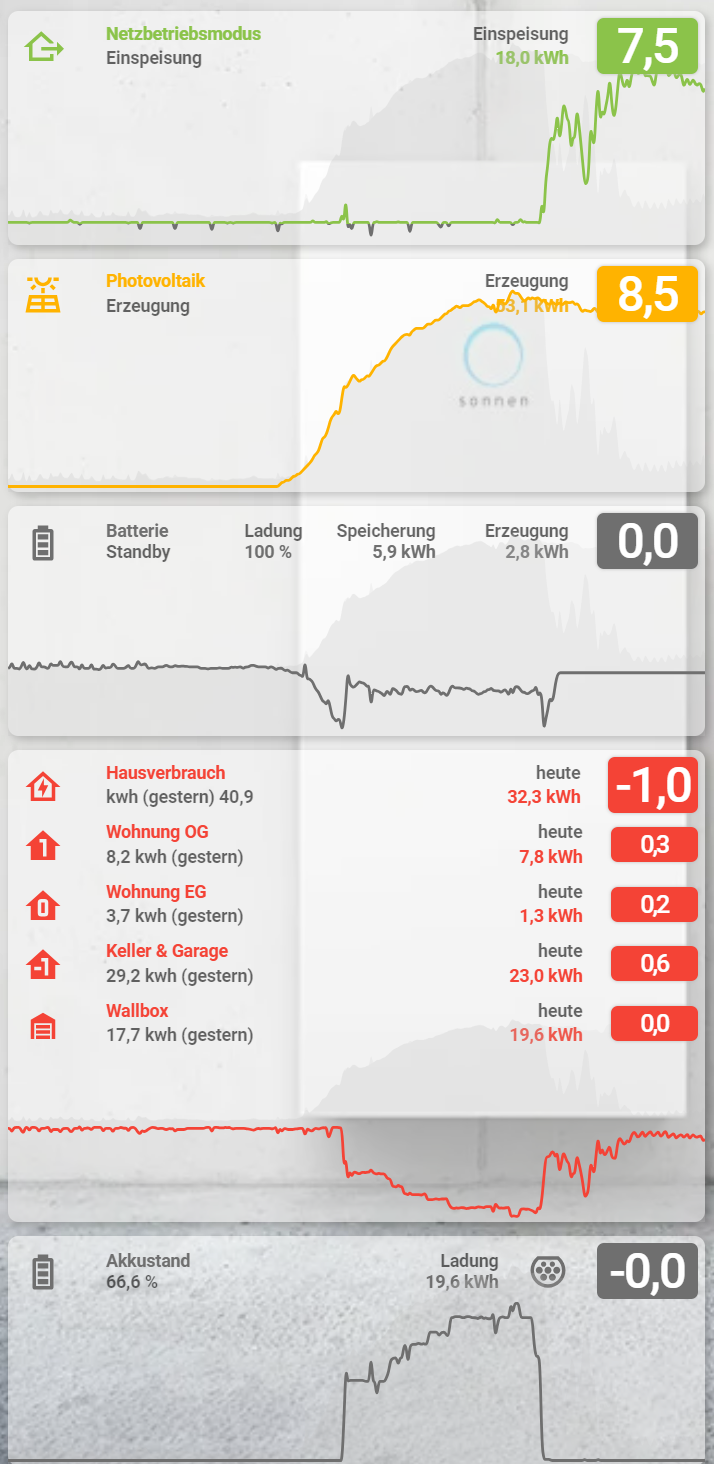 Netzbetriebsmodus Einspeisung 7,5
Einspeisung 18,0 kWh
Photovoltaik Erzeugung 8,5
Erzeugung 53,1 kWh
sonnen
Batterie Ladung Speicherung Erzeugung 0,0
Standby 100 % 5,9 kWh 2,8 kWh
Hausverbrauch heute -1,0
kwh (gestern) 40,9 32,3 kWh
1 Wohnung OG heute 0,3
8,2 kwh (gestern) 7,8 kWh
0 Wohnung EG heute 0,2
3,7 kwh (gestern) 1,3 kWh
-1 Keller & Garage heute 0,6
29,2 kwh (gestern) 23,0 kWh
Wallbox heute 0,0
17,7 kwh (gestern) 19,6 kWh
Akkustand Ladung -0,0
66,6 % 19,6 kWh